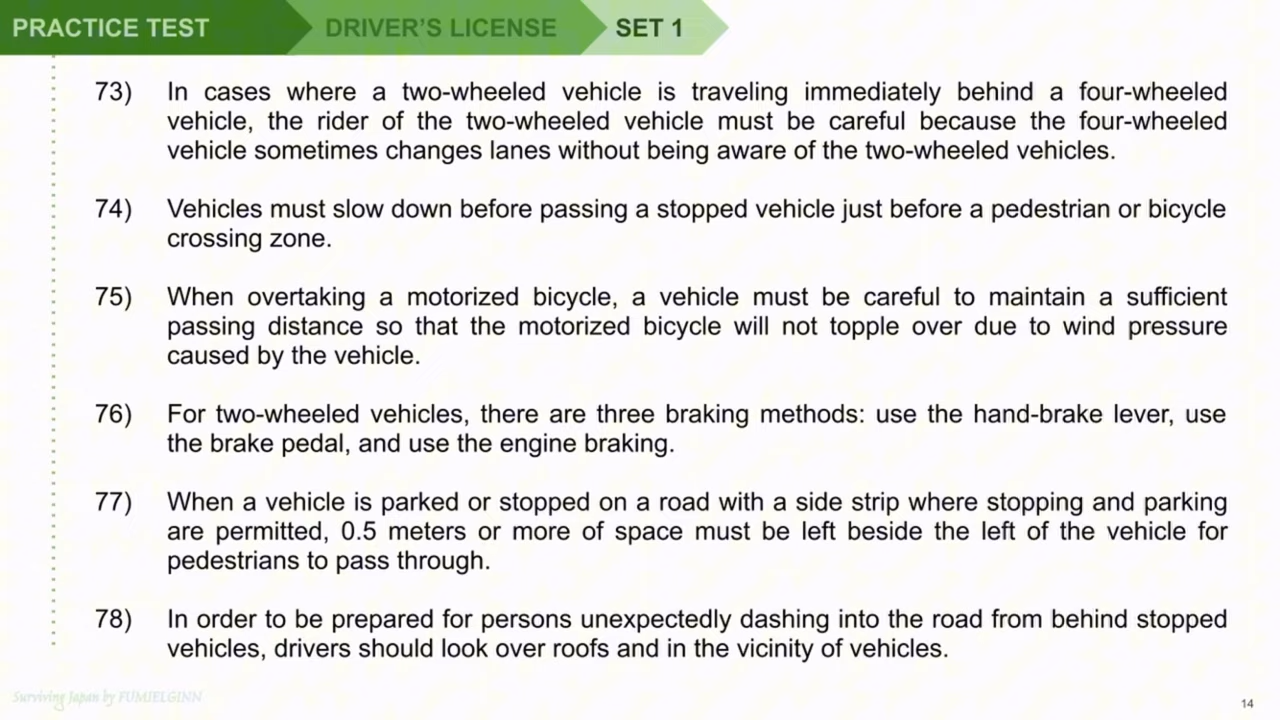 PRACTICE TEST DRIVER'S LICENSE SET 1
73) In cases where a two-wheeled vehicle is traveling immediately behind a four-wheeled
vehicle, the rider of the two-wheeled vehicle must be careful because the four-wheeled
vehicle sometimes changes lanes without being aware of the two-wheeled vehicles.
74) Vehicles must slow down before passing a stopped vehicle just before a pedestrian or bicycle
crossing zone.
75) When overtaking a motorized bicycle, a vehicle must be careful to maintain a sufficient
passing distance so that the motorized bicycle will not topple over due to wind pressure
caused by the vehicle.
76) For two-wheeled vehicles, there are three braking methods: use the hand-brake lever, use
the brake pedal, and use the engine braking.
77) When a vehicle is parked or stopped on a road with a side strip where stopping and parking
are permitted, 0.5 meters or more of space must be left beside the left of the vehicle for
pedestrians to pass through.
78) In order to be prepared for persons unexpectedly dashing into the road from behind stopped
vehicles, drivers should look over roofs and in the vicinity of vehicles.
Surviving Japan by FUMIELGINN
14